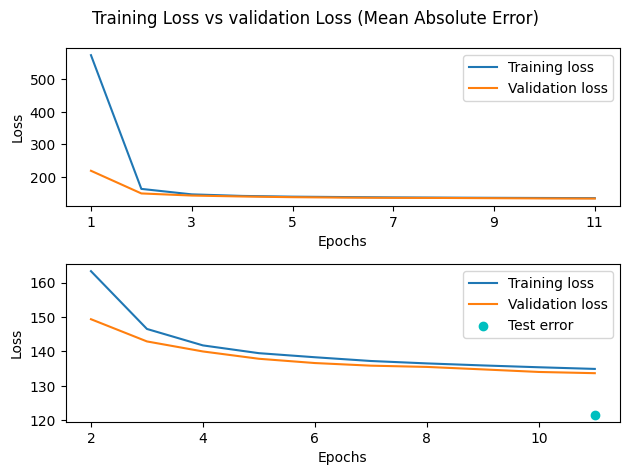 Training Loss vs validation Loss (Mean Absolute Error)
500
400
300
200
Loss
Training loss
Validation loss
1 3 5 7 9 11
Epochs
160
150
140
130
120
Loss
Training loss
Validation loss
Test error
2 4 6 8 10
Epochs